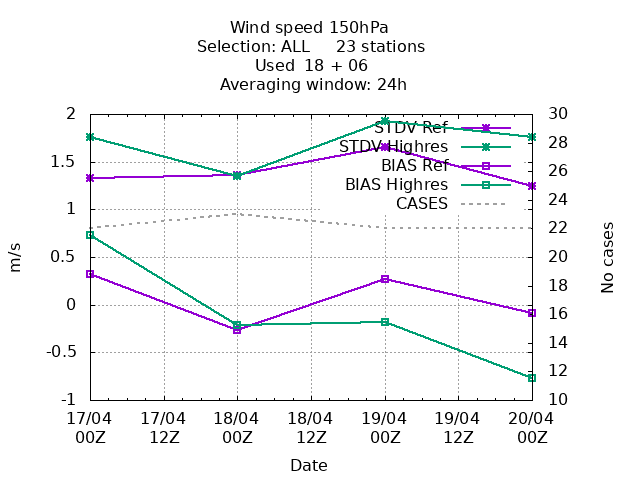 Wind speed 150hPa
Selection: ALL 23 stations
Used 18 + 06
Averaging window: 24h
2
1.5
1
0.5
0
-0.5
-1
30
28
26
24
22
20
18
16
14
12
10
m/s
No cases
STDV Ref
STDV Highres
BIAS Ref
BIAS Highres
CASES
17/04 17/04 18/04 18/04 19/04 19/04 20/04
00Z 12Z 00Z 12Z 00Z 12Z 00Z
Date